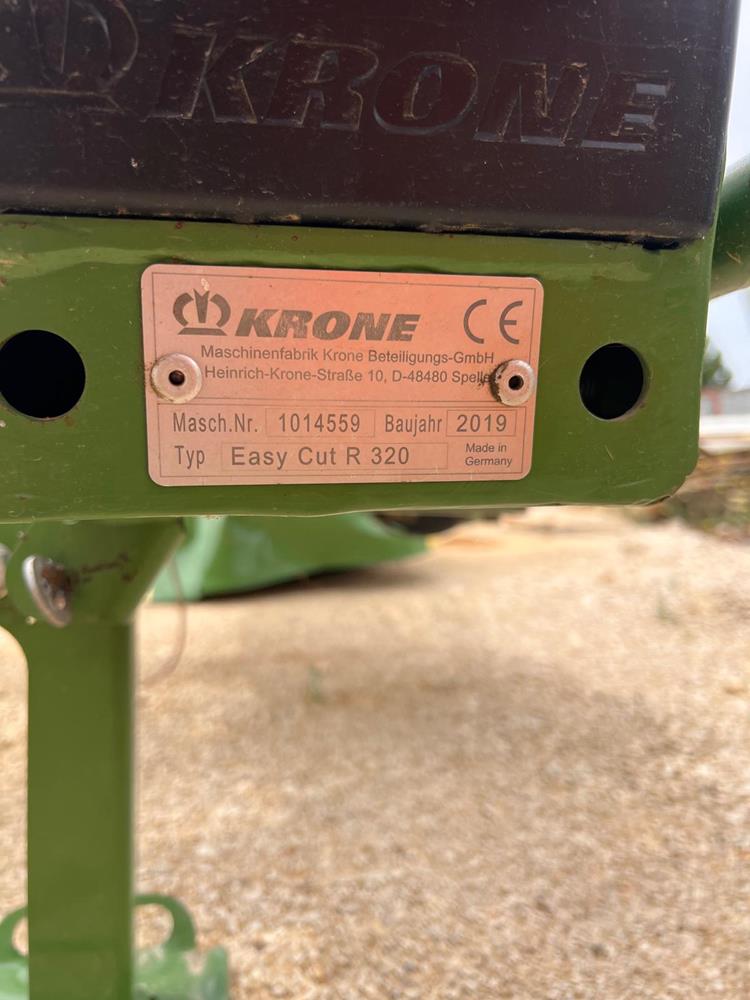 KRONE
KRONE CE
Maschinenfabrik Krone Beteiligungs-GmbH
Heinrich-Krone-Straße 10, D-48480 Spelle
Masch.Nr. 1014559 Baujahr 2019
Typ Easy Cut R 320 Made in
Germany